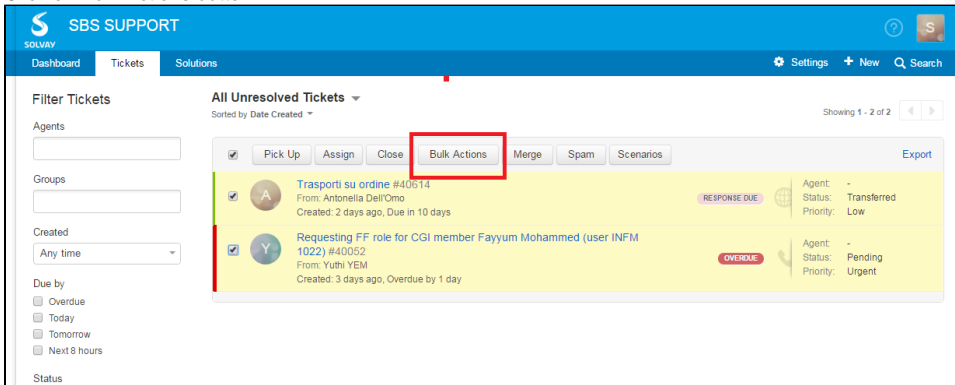 SBS SUPPORT
SOLVAY
S
Dashboard Tickets Solutions
Settings + New Search
Filter Tickets
All Unresolved Tickets
Sorted by Date Created
Showing 1 - 2 of 2
Agents
Pick Up Assign Close Bulk Actions Merge Spam Scenarios Export
Groups
A
Trasporti su ordine #40614
From: Antonella Dell'Omo
Created: 2 days ago, Due in 10 days
RESPONSE DUE
Agent: -
Status: Transferred
Priority: Low
Created
Any time
Y
Requesting FF role for CGI member Fayyum Mohammed (user INFM
1022) #40052
From: Yuthi YEM
Created: 3 days ago, Overdue by 1 day
OVERDUE
Agent: -
Status: Pending
Priority: Urgent
Due by
Overdue
Today
Tomorrow
Next 8 hours
Status